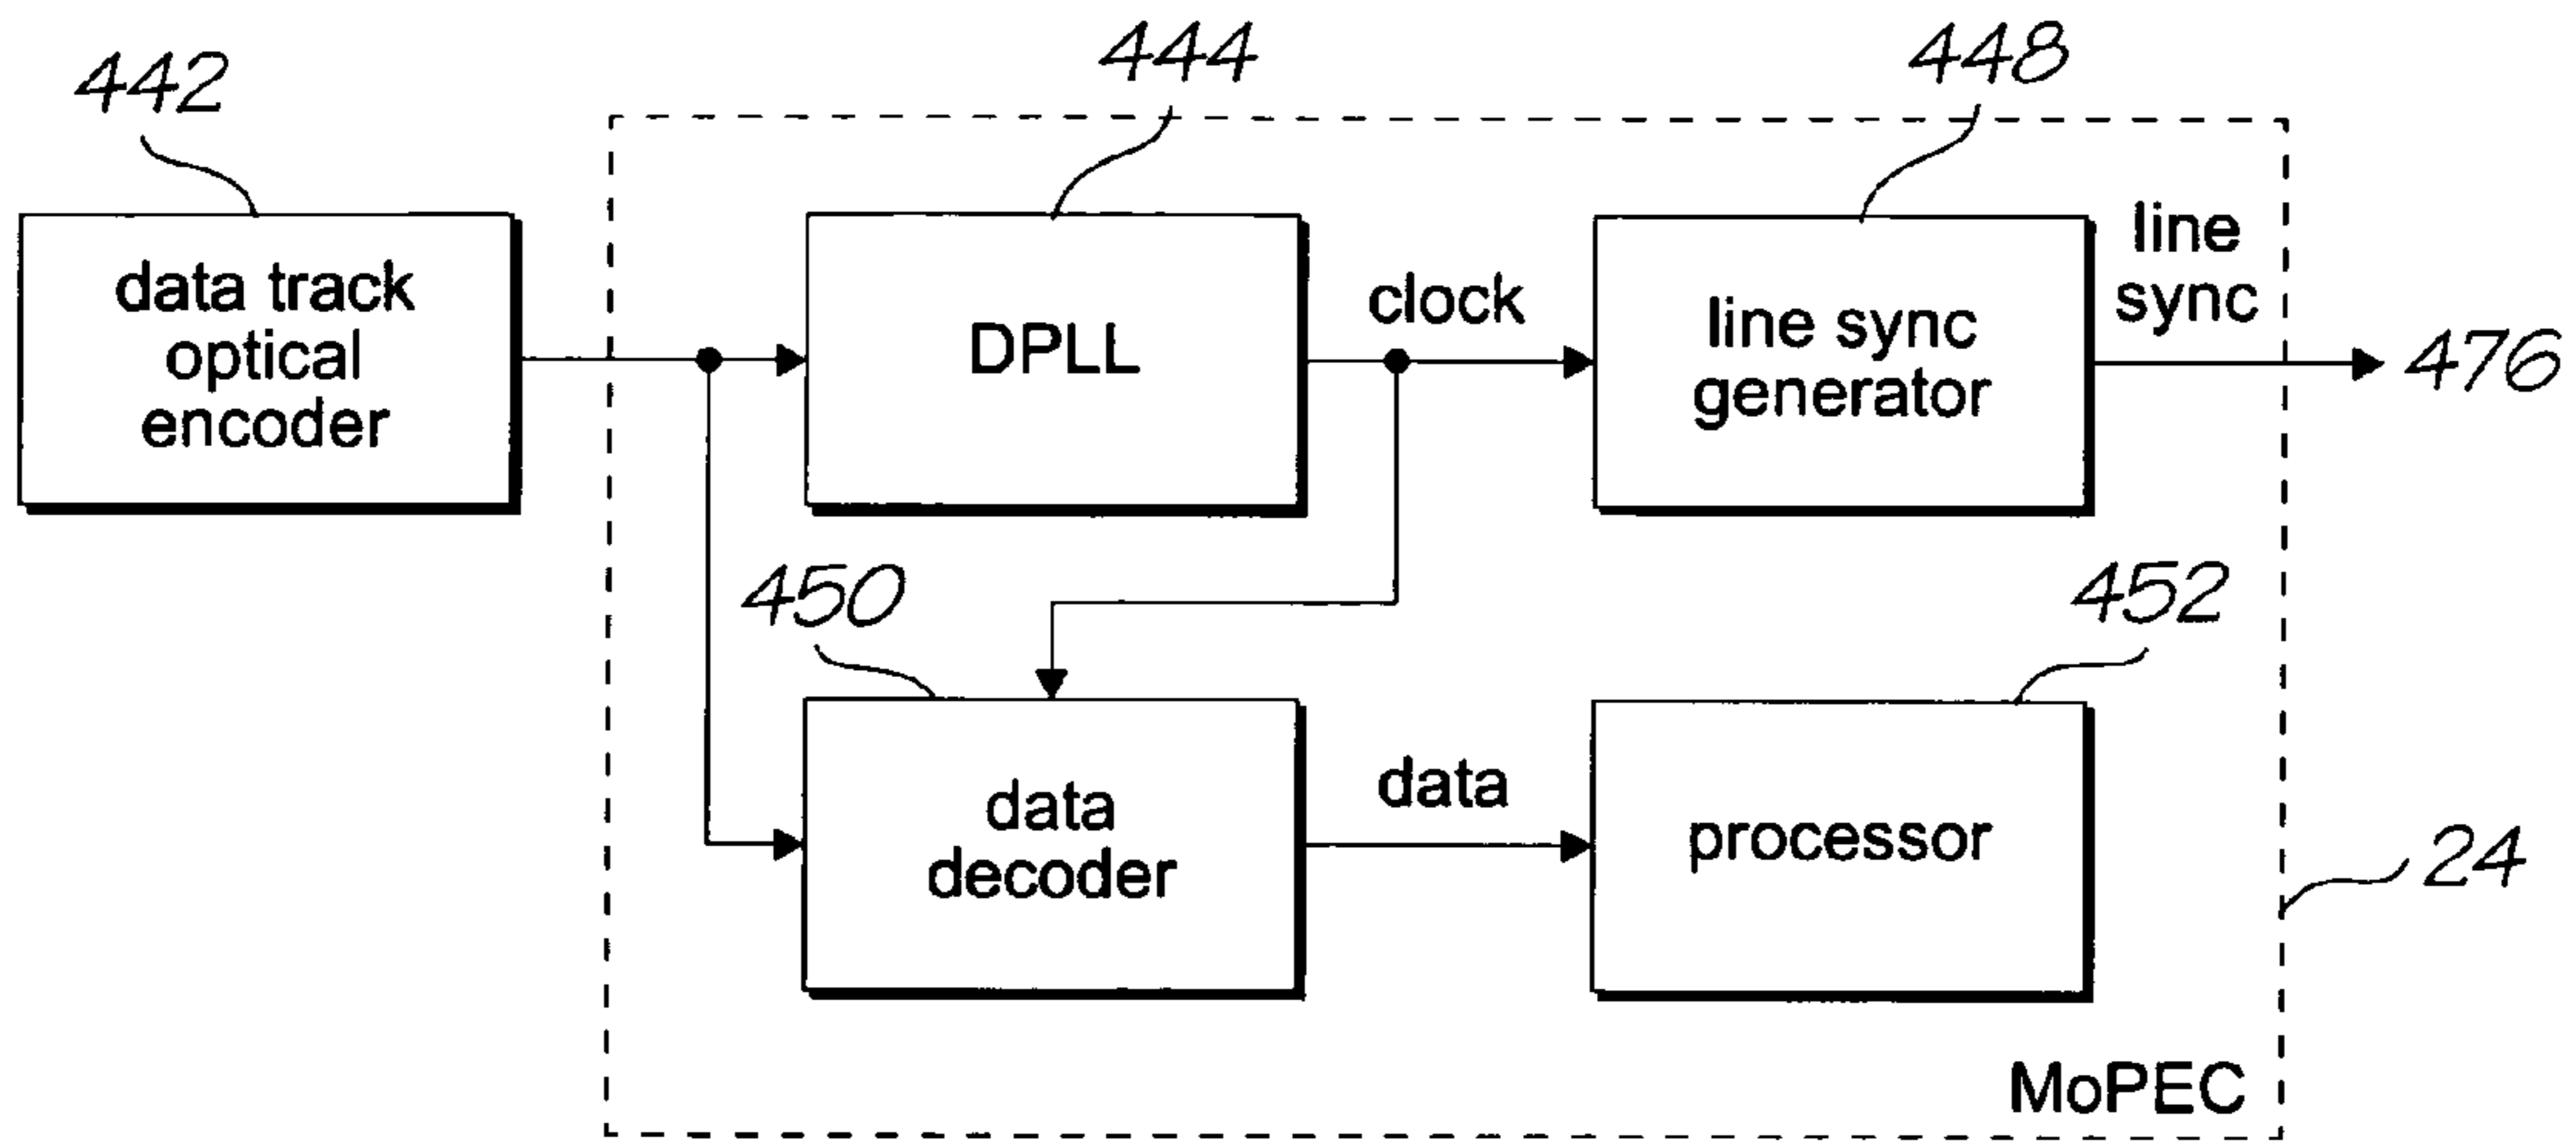 442
444
448
data track
optical
encoder
DPLL
clock
line sync
generator
line
sync
476
450
452
data
decoder
data
processor
24
MoPEC